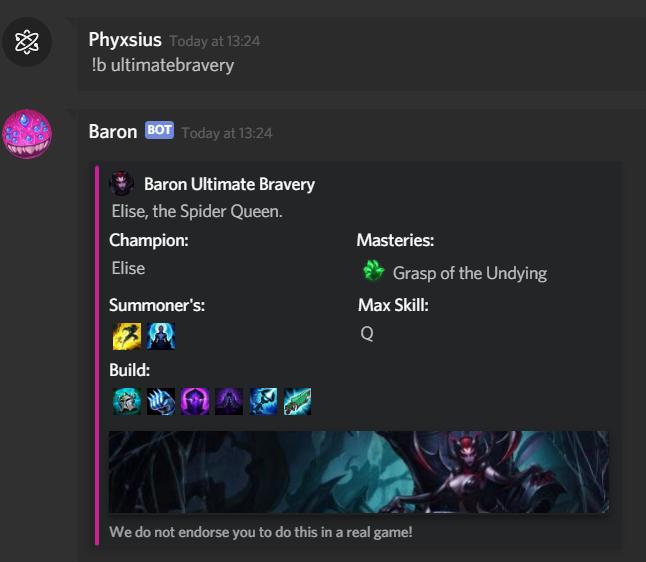 Phyxsius Today at 13:24
!b ultimatebravery
Baron BOT Today at 13:24
Baron Ultimate Bravery
Elise, the Spider Queen.
Champion:
Elise
Masteries:
Grasp of the Undying
Summoner's:
Max Skill:
Q
Build:
We do not endorse you to do this in a real game!